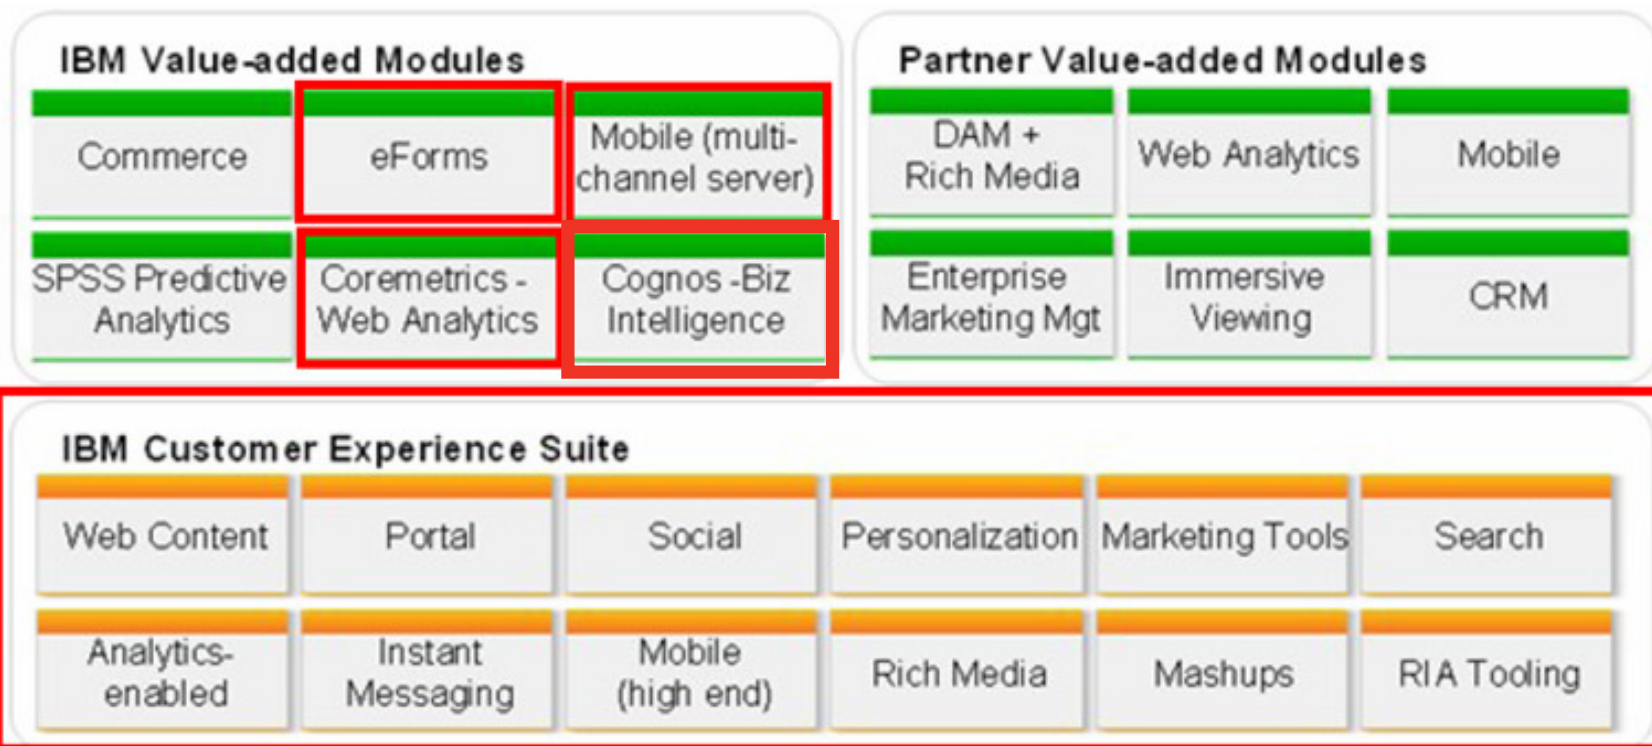 IBM Value-added Modules
Commerce
eForms
Mobile (multi-
channel server)
SPSS Predictive
Analytics
Coremetrics -
Web Analytics
Cognos -Biz
Intelligence
Partner Value-added Modules
DAM +
Rich Media
Web Analytics
Mobile
Enterprise
Marketing Mgt
Immersive
Viewing
CRM
IBM Customer Experience Suite
Web Content
Portal
Social
Personalization
Marketing Tools
Search
Analytics-
enabled
Instant
Messaging
Mobile
(high end)
Rich Media
Mashups
RIA Tooling